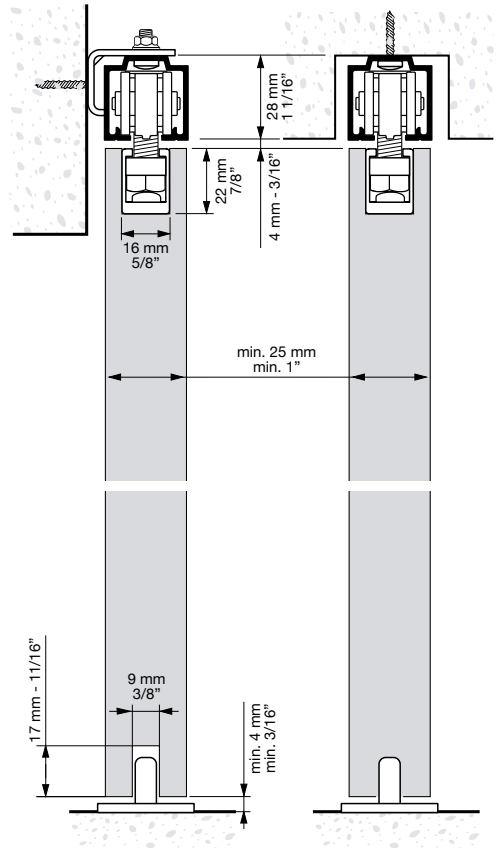 28 mm
1 1/16”
22 mm
7/8”
4 mm - 3/16”
16 mm
5/8”
min. 25 mm
min. 1”
17 mm - 11/16”
9 mm
3/8”
min. 4 mm
min. 3/16”